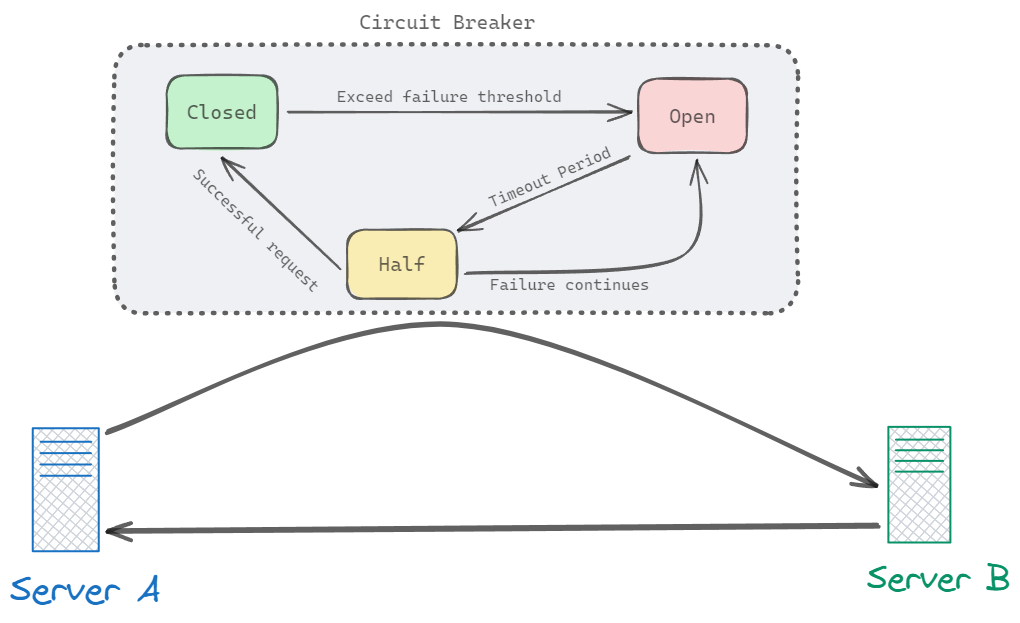 Circuit Breaker
Closed
Exceed failure threshold
Open
Timeout Period
Successful request
Half
Failure continues
Server A
Server B